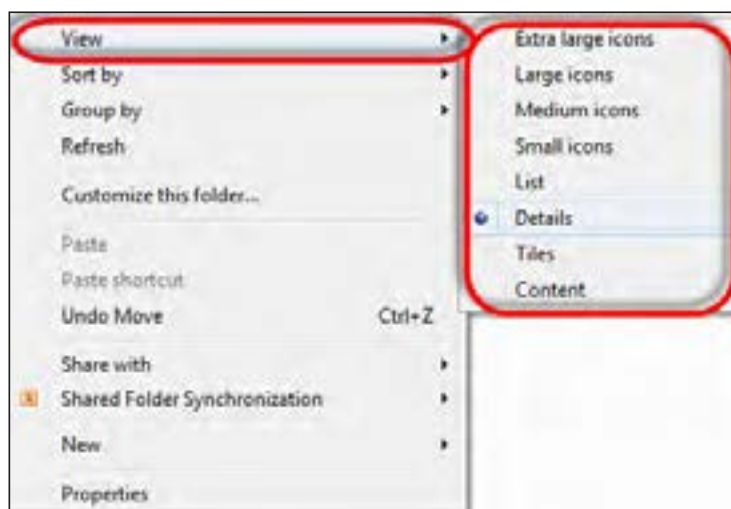 View
Sort by
Group by
Refresh
Customize this folder...
Paste
Paste shortcut
Undo Move Ctrl+Z
Share with
Shared Folder Synchronization
New
Properties
Extra large icons
Large icons
Medium icons
Small icons
List
Details
Tiles
Content